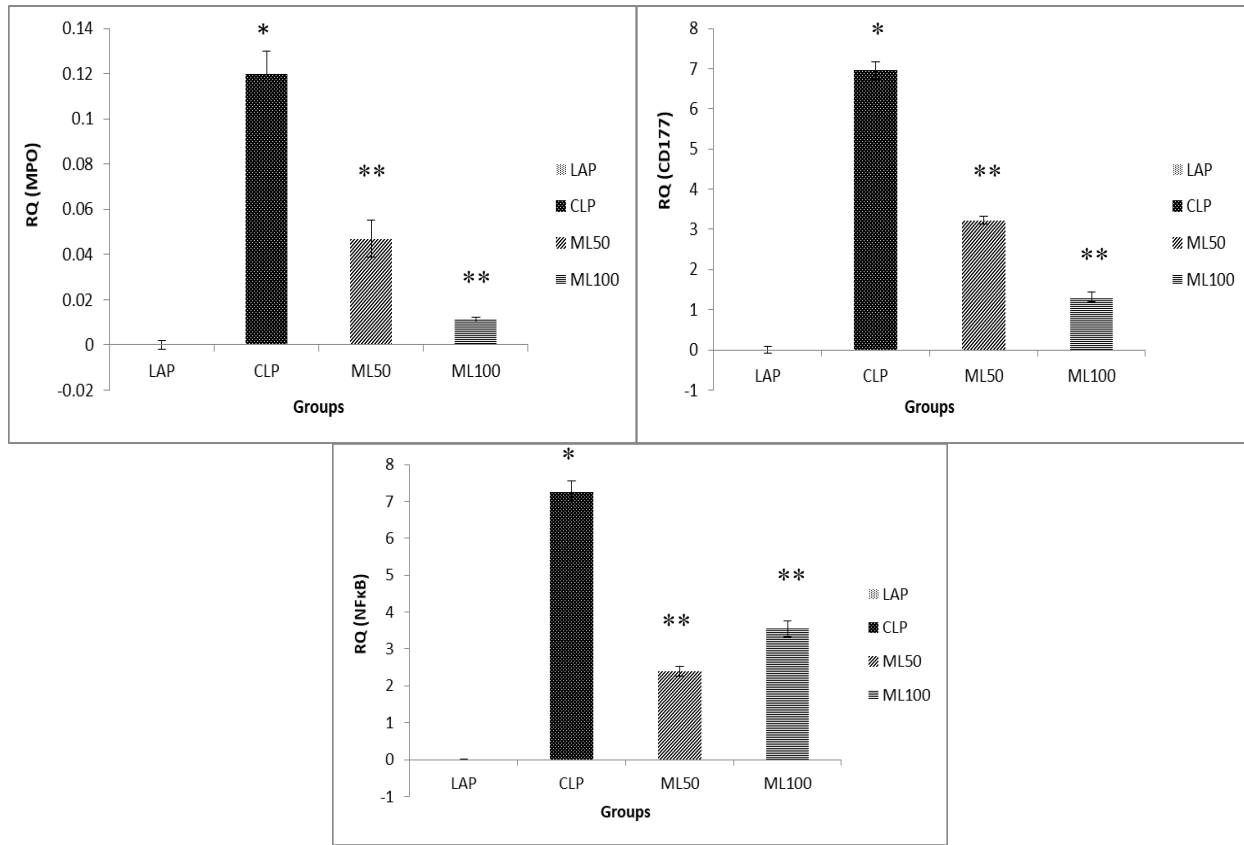 RQ (MPO)
0.14
0.12
0.1
0.08
0.06
0.04
0.02
0
-0.02
*
**
**
LAP
CLP
ML50
ML100
Groups
LAP
CLP
ML50
ML100
RQ (CD177)
8
7
6
5
4
3
2
1
0
-1
*
**
**
LAP
CLP
ML50
ML100
Groups
LAP
CLP
ML50
ML100
RQ (NFκB)
8
7
6
5
4
3
2
1
0
-1
*
**
**
LAP
CLP
ML50
ML100
Groups
LAP
CLP
ML50
ML100